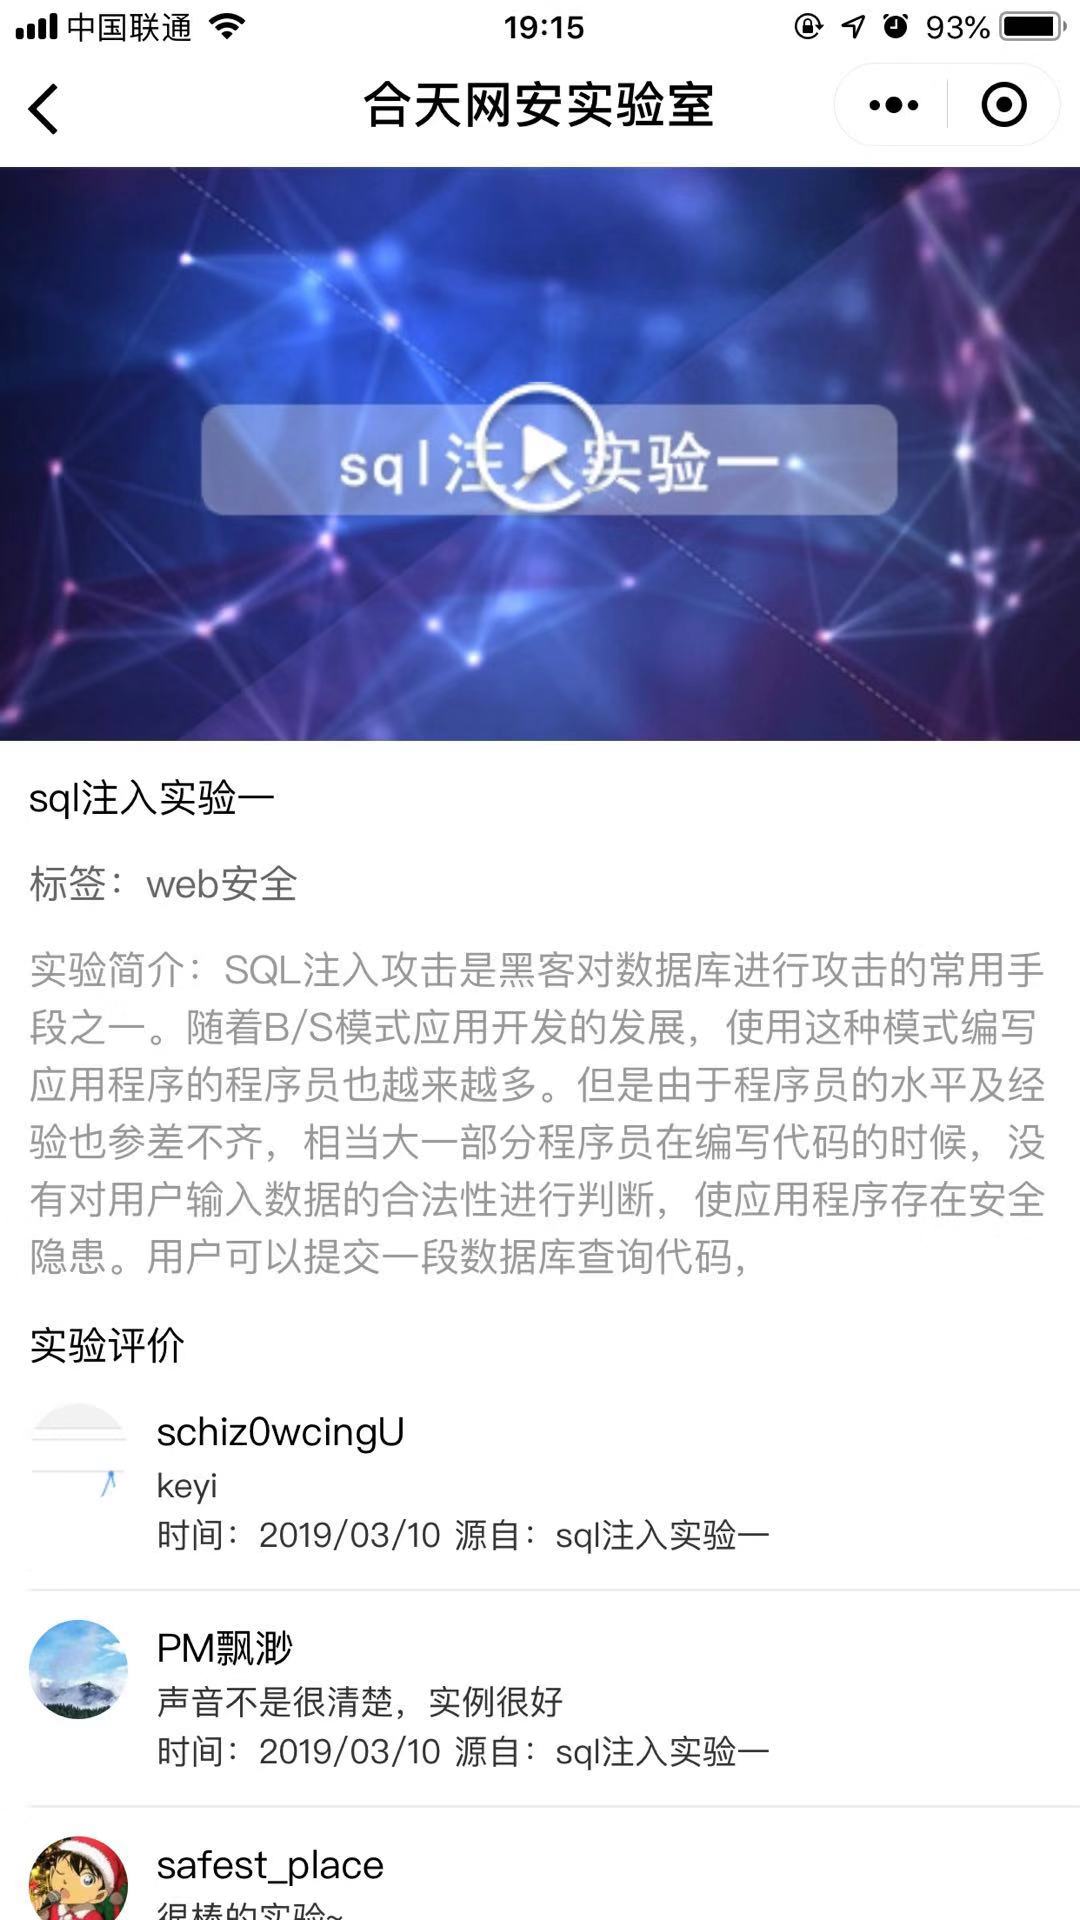 中国联通
19:15
93%
合天网安实验室
sql注入实验一
sql注入实验一
标签：web安全
实验简介：SQL注入攻击是黑客对数据库进行攻击的常用手
段之一。随着B/S模式应用开发的发展，使用这种模式编写
应用程序的程序员也越来越多。但是由于程序员的水平及经
验也参差不齐，相当大一部分程序员在编写代码的时候，没
有对用户输入数据的合法性进行判断，使应用程序存在安全
隐患。用户可以提交一段数据库查询代码，
实验评价
schiz0wcingU
keyi
时间：2019/03/10 源自：sql注入实验一
PM飘渺
声音不是很清楚，实例很好
时间：2019/03/10 源自：sql注入实验一
safest_place
很棒的实验~